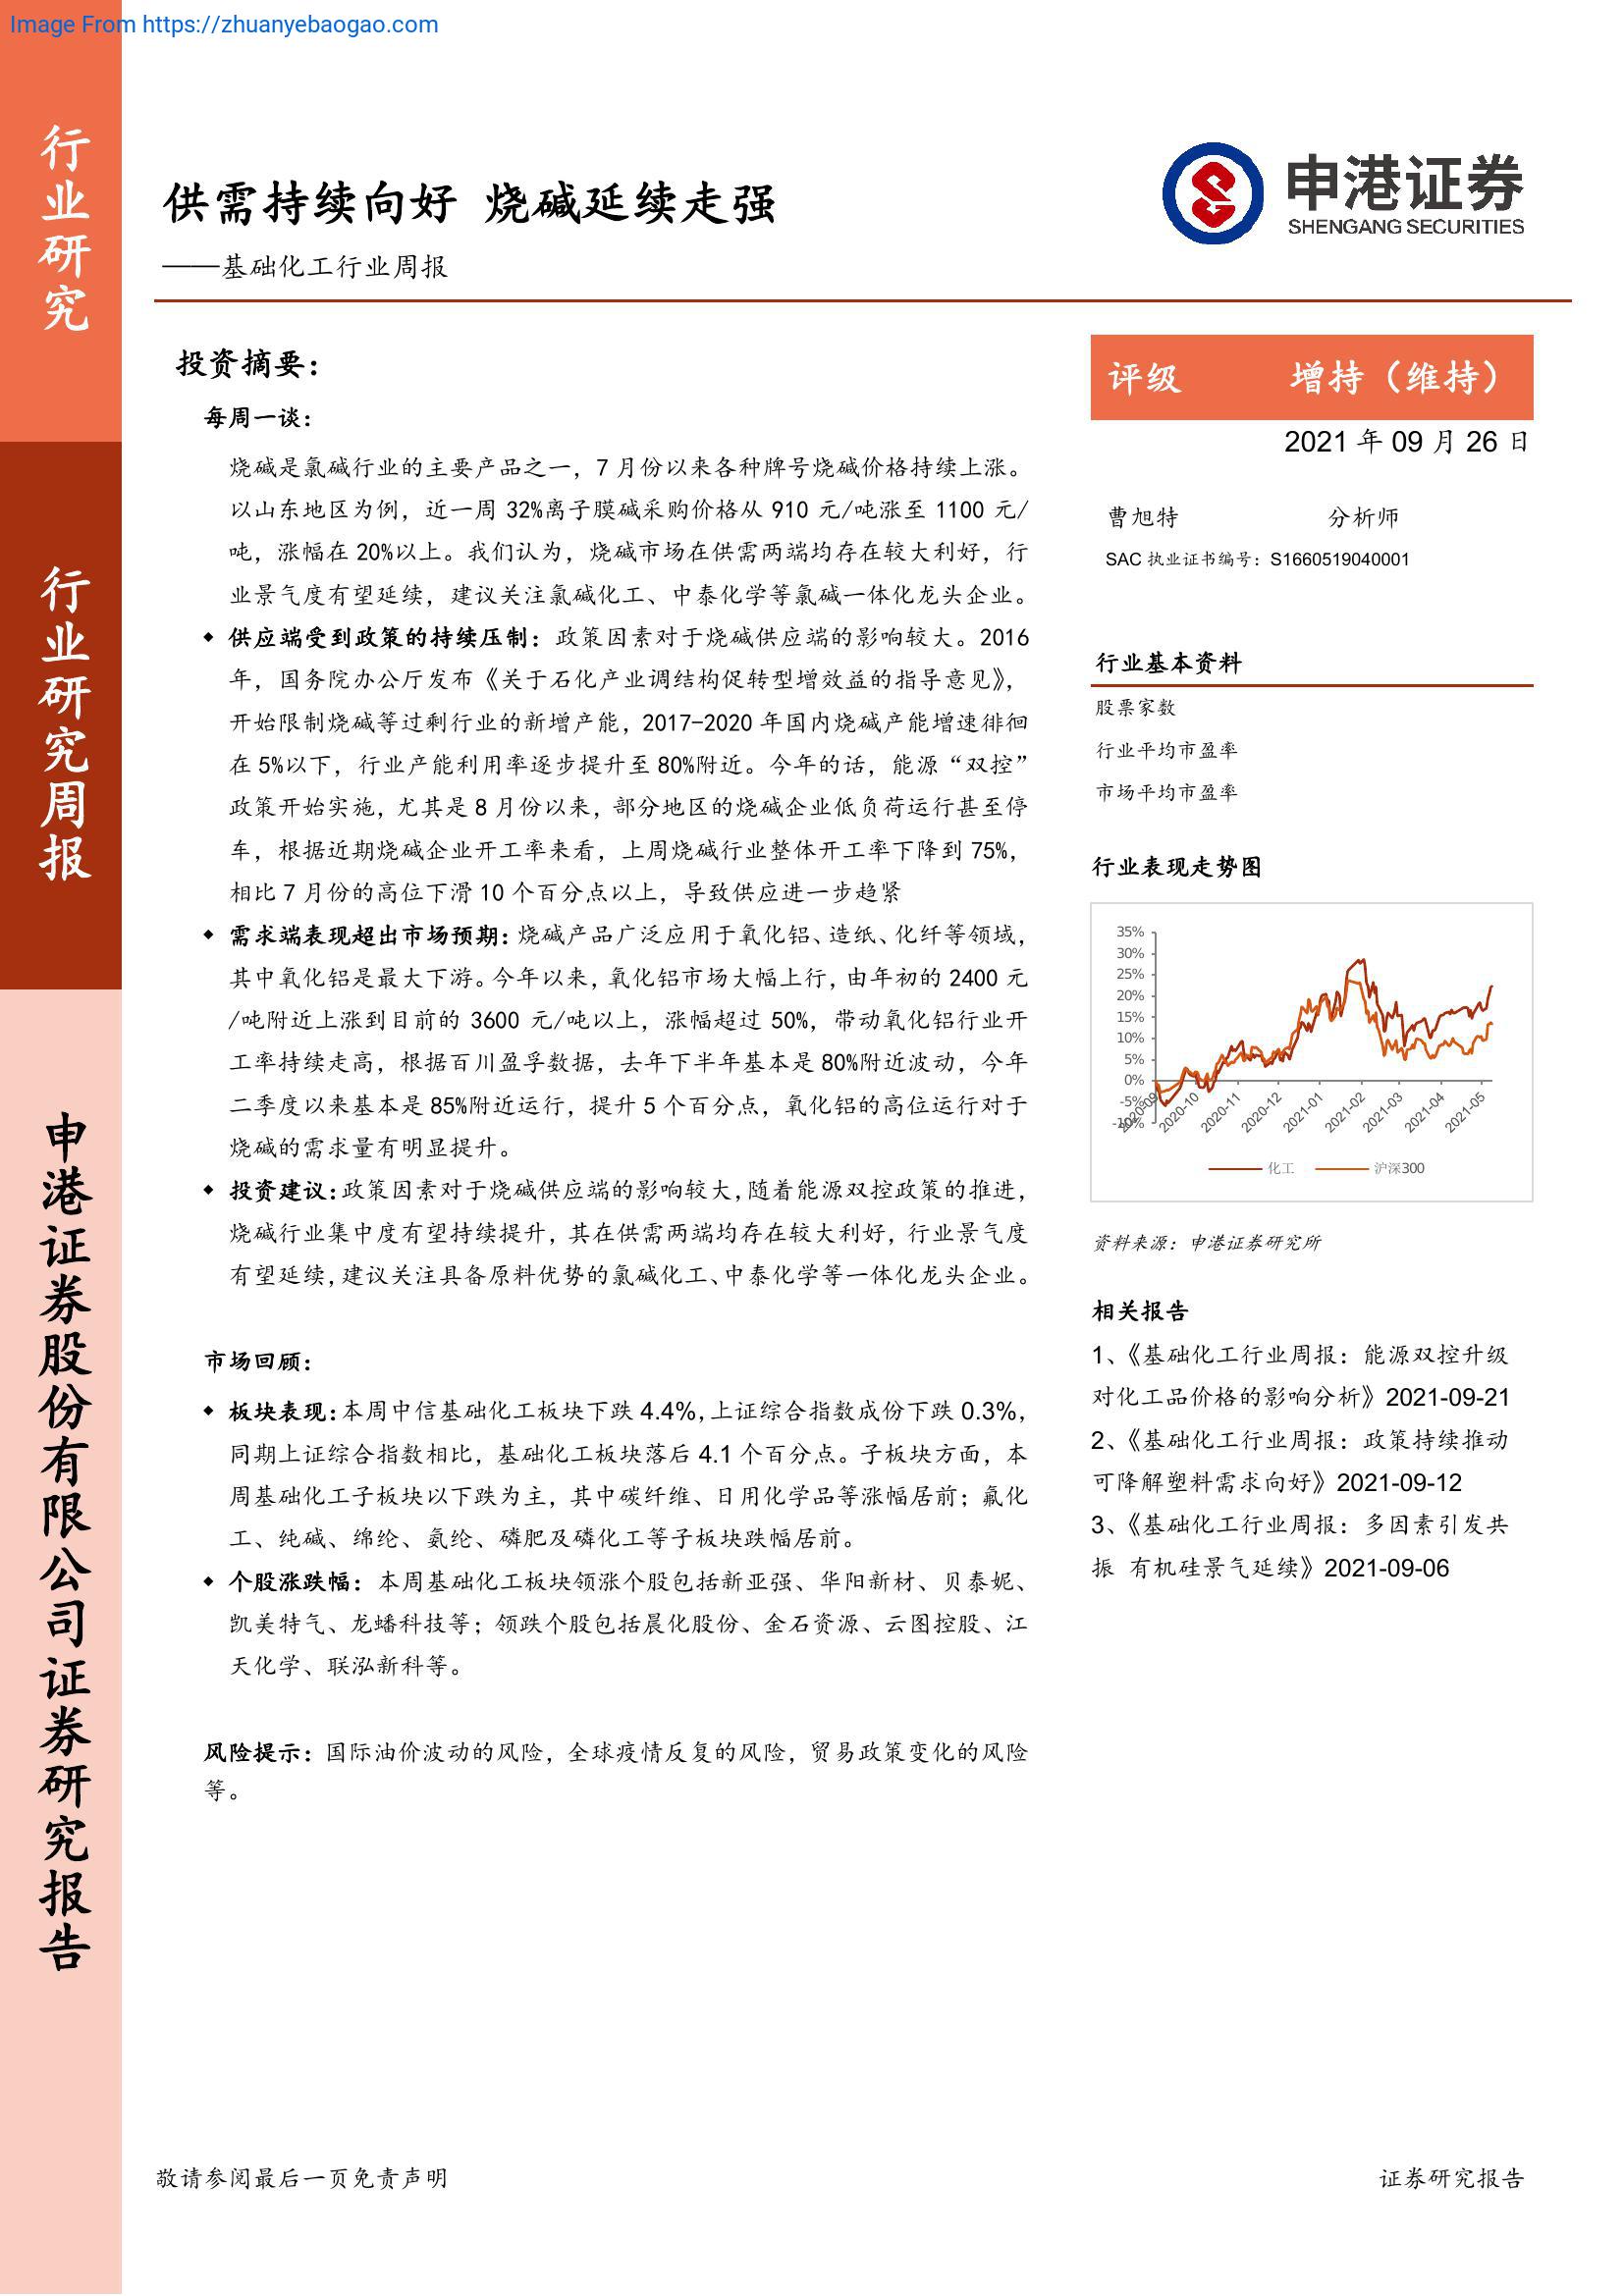 Image From https://zhuanyebaogao.com
行业研究
行业研究周报
申港证券股份有限公司证券研究报告
供需持续向好 烧碱延续走强
——基础化工行业周报
申港证券
SHENGANG SECURITIES
投资摘要：
每周一谈：
烧碱是氯碱行业的主要产品之一，7 月份以来各种牌号烧碱价格持续上涨。
以山东地区为例，近一周 32%离子膜碱采购价格从 910 元/吨涨至 1100 元/
吨，涨幅在 20%以上。我们认为，烧碱市场在供需两端均存在较大利好，行
业景气度有望延续，建议关注氯碱化工、中泰化学等氯碱一体化龙头企业。
◆ 供应端受到政策的持续压制：政策因素对于烧碱供应端的影响较大。2016
年，国务院办公厅发布《关于石化产业调结构促转型增效益的指导意见》，
开始限制烧碱等过剩行业的新增产能，2017-2020 年国内烧碱产能增速徘徊
在 5%以下，行业产能利用率逐步提升至 80%附近。今年的话，能源“双控”
政策开始实施，尤其是 8 月份以来，部分地区的烧碱企业低负荷运行甚至停
车，根据近期烧碱企业开工率来看，上周烧碱行业整体开工率下降到 75%，
相比 7 月份的高位下滑 10 个百分点以上，导致供应进一步趋紧
◆ 需求端表现超出市场预期：烧碱产品广泛应用于氧化铝、造纸、化纤等领域，
其中氧化铝是最大下游。今年以来，氧化铝市场大幅上行，由年初的 2400 元
/吨附近上涨到目前的 3600 元/吨以上，涨幅超过 50%，带动氧化铝行业开
工率持续走高，根据百川盈孚数据，去年下半年基本是 80%附近波动，今年
二季度以来基本是 85%附近运行，提升 5 个百分点，氧化铝的高位运行对于
烧碱的需求量有明显提升。
◆ 投资建议：政策因素对于烧碱供应端的影响较大，随着能源双控政策的推进，
烧碱行业集中度有望持续提升，其在供需两端均存在较大利好，行业景气度
有望延续，建议关注具备原料优势的氯碱化工、中泰化学等一体化龙头企业。
市场回顾：
◆ 板块表现：本周中信基础化工板块下跌 4.4%，上证综合指数成份下跌 0.3%，
同期上证综合指数相比，基础化工板块落后 4.1 个百分点。子板块方面，本
周基础化工子板块以下跌为主，其中碳纤维、日用化学品等涨幅居前；氟化
工、纯碱、绵纶、氨纶、磷肥及磷化工等子板块跌幅居前。
◆ 个股涨跌幅：本周基础化工板块领涨个股包括新亚强、华阳新材、贝泰妮、
凯美特气、龙蟠科技等；领跌个股包括晨化股份、金石资源、云图控股、江
天化学、联泓新科等。
风险提示：国际油价波动的风险，全球疫情反复的风险，贸易政策变化的风险
等。
评级 增持（维持）
2021 年 09 月 26 日
曹旭特 分析师
SAC 执业证书编号：S1660519040001
行业基本资料
股票家数
行业平均市盈率
市场平均市盈率
行业表现走势图
35%
30%
25%
20%
15%
10%
5%
0%
-5%
-10%
2020-09 2020-10 2020-11 2020-12 2021-01 2021-02 2021-03 2021-04 2021-05
化工 沪深300
资料来源：申港证券研究所
相关报告
1、《基础化工行业周报：能源双控升级
对化工品价格的影响分析》2021-09-21
2、《基础化工行业周报：政策持续推动
可降解塑料需求向好》2021-09-12
3、《基础化工行业周报：多因素引发共
振 有机硅景气延续》2021-09-06
敬请参阅最后一页免责声明
证券研究报告